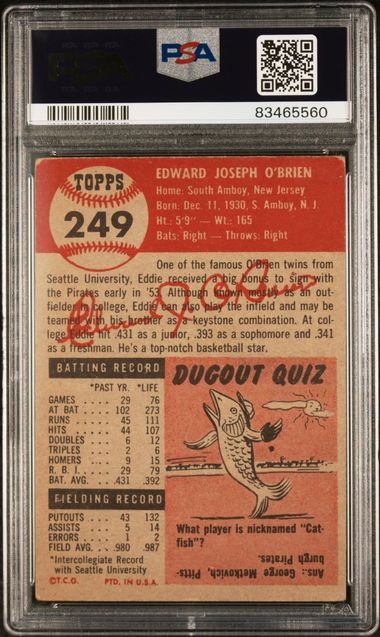 PSA
83465560
TOPPS
249
EDWARD JOSEPH O'BRIEN
Home: South Amboy, New Jersey
Born: Dec. 11, 1930, S. Amboy, N. J.
Ht.: 5'9" — Wt.: 165
Bats: Right — Throws: Right
One of the famous O'Brien twins from
Seattle University, Eddie received a big bonus to sign with
the Pirates early in '53. Although known mostly as an out-
fielder in college, Eddie can also play the infield and may be
teamed with his brother as a keystone combination. At col-
lege Eddie hit .431 as a junior, .393 as a sophomore and .341
as a freshman. He's a top-notch basketball star.
Edward J. O'Brien
BATTING RECORD
*PAST YR. *LIFE
GAMES 29 76
AT BAT 102 273
RUNS 45 111
HITS 44 107
DOUBLES 6 12
TRIPLES 2 6
HOMERS 9 15
R. B. I. 29 79
BAT. AVG. .431 .392
FIELDING RECORD
PUTOUTS 43 132
ASSISTS 5 14
ERRORS 1 2
FIELD AVG. .980 .987
*Intercollegiate Record with Seattle University
©T.C.G. PTD. IN U.S.A.
DUGOUT QUIZ
What player is nicknamed "Cat-
fish"?
Ans.: George Metkovich, Pitts-
burgh Pirates.